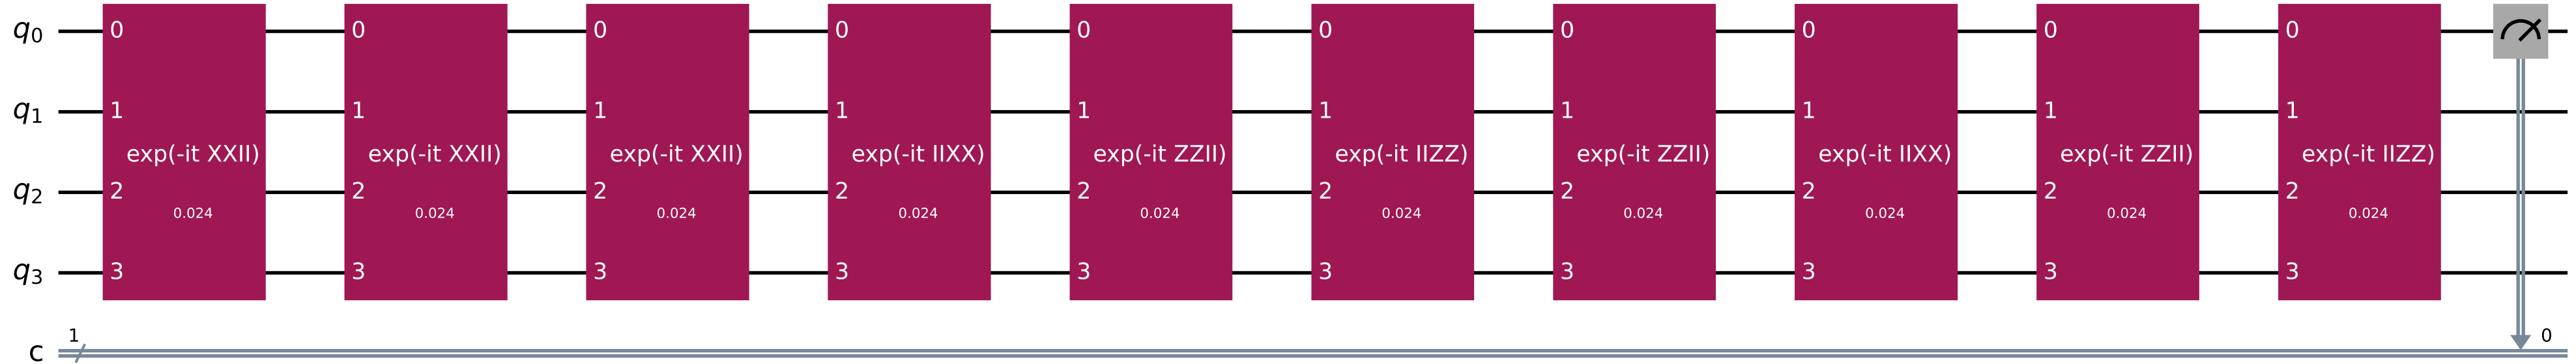 q0 0 0 0 0 0 0 0 0 0 0
q1 1 1 1 1 1 1 1 1 1 1
exp(-it XXII) exp(-it XXII) exp(-it XXII) exp(-it IIXX) exp(-it ZZII) exp(-it IIZZ) exp(-it ZZII) exp(-it IIXX) exp(-it ZZII) exp(-it IIZZ)
q2 2 2 2 2 2 2 2 2 2 2
0.024 0.024 0.024 0.024 0.024 0.024 0.024 0.024 0.024 0.024
q3 3 3 3 3 3 3 3 3 3 3
1 0
c